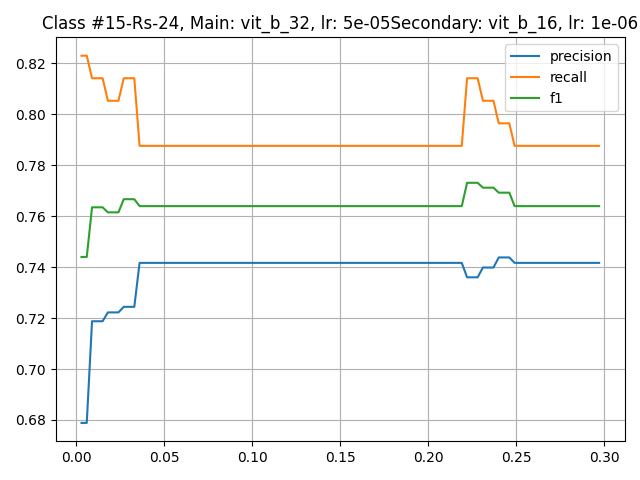 Class #15-Rs-24, Main: vit_b_32, lr: 5e-05Secondary: vit_b_16, lr: 1e-06
precision
recall
f1
0.82
0.80
0.78
0.76
0.74
0.72
0.70
0.68
0.00 0.05 0.10 0.15 0.20 0.25 0.30